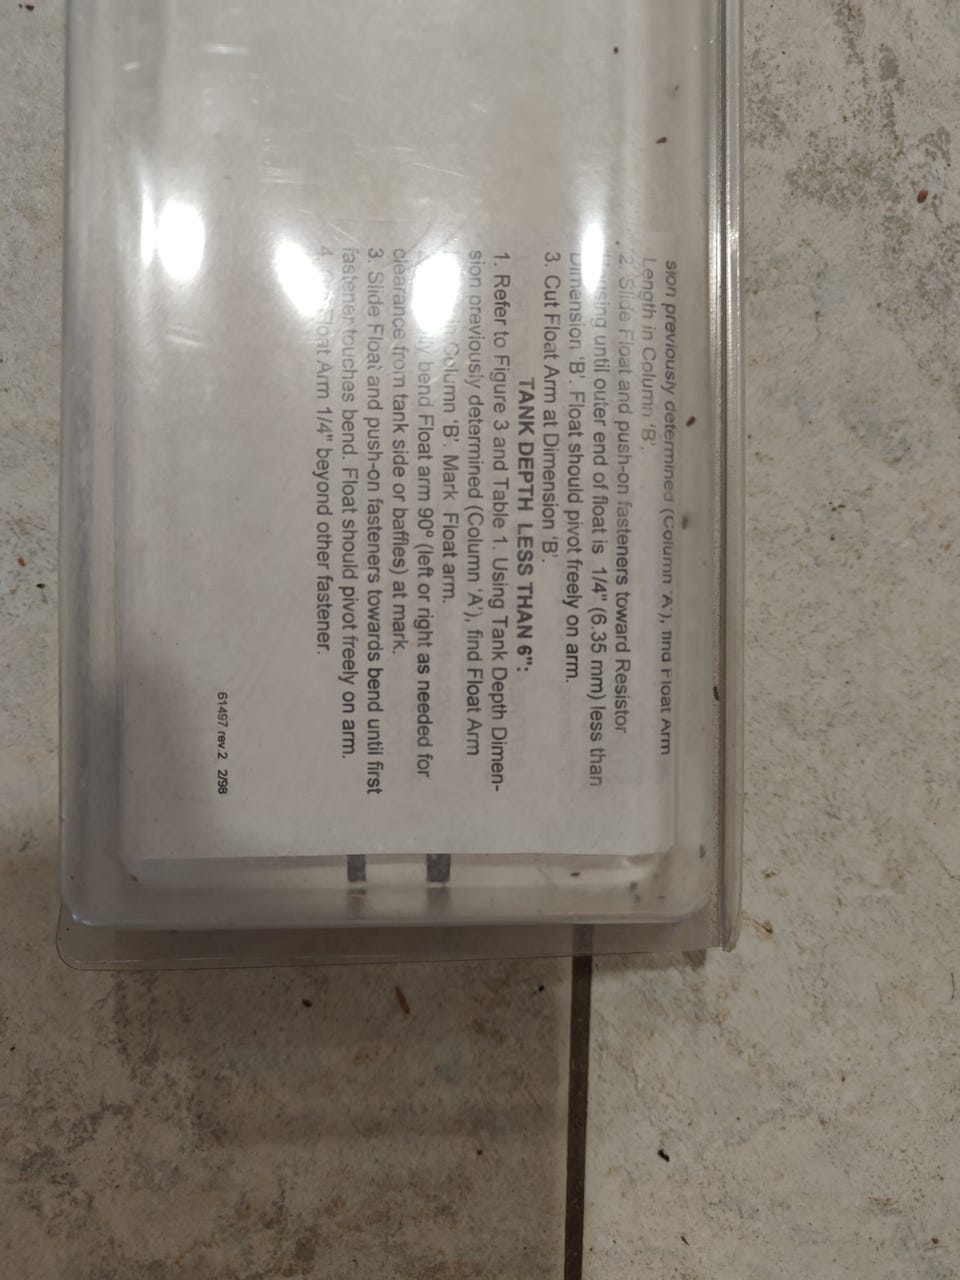 sion previously determined (Column 'A'), find Float Arm
Length in Column 'B'.
2. Slide Float and push-on fasteners toward Resistor
until outer end of float is 1/4" (6.35 mm) less than
Dimension 'B'. Float should pivot freely on arm.
3. Cut Float Arm at Dimension 'B'.
TANK DEPTH LESS THAN 6":
1. Refer to Figure 3 and Table 1. Using Tank Depth Dimen-
sion previously determined (Column 'A'), find Float Arm
in Column 'B'. Mark Float arm.
bend Float arm 90° (left or right as needed for
clearance from tank side or baffles) at mark.
3. Slide Float and push-on fasteners towards bend until first
fastener touches bend. Float should pivot freely on arm.
4. Float Arm 1/4" beyond other fastener.
61497 rev.2 2/98